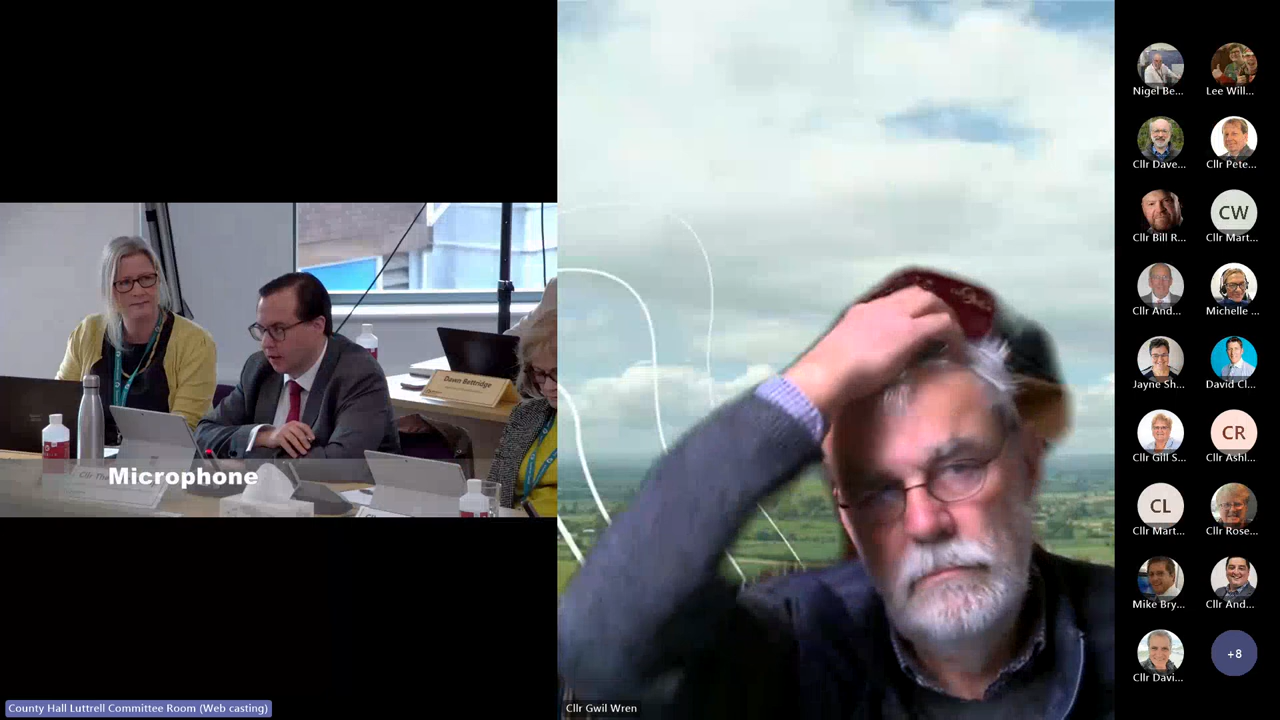 Dawn Bettridge
Cllr
Microphone
County Hall Luttrell Committee Room (Web casting)
Cllr Gwil Wren
Nigel Be...
Lee Will...
Cllr Dave...
Cllr Pete...
Cllr Bill R...
CW
Cllr Mart...
Cllr And...
Michelle ...
Jayne Sh...
David Cl...
Cllr Gill S...
CR
Cllr Ashl...
CL
Cllr Mart...
Cllr Rose...
Mike Bry...
Cllr And...
Cllr Davi...
+8